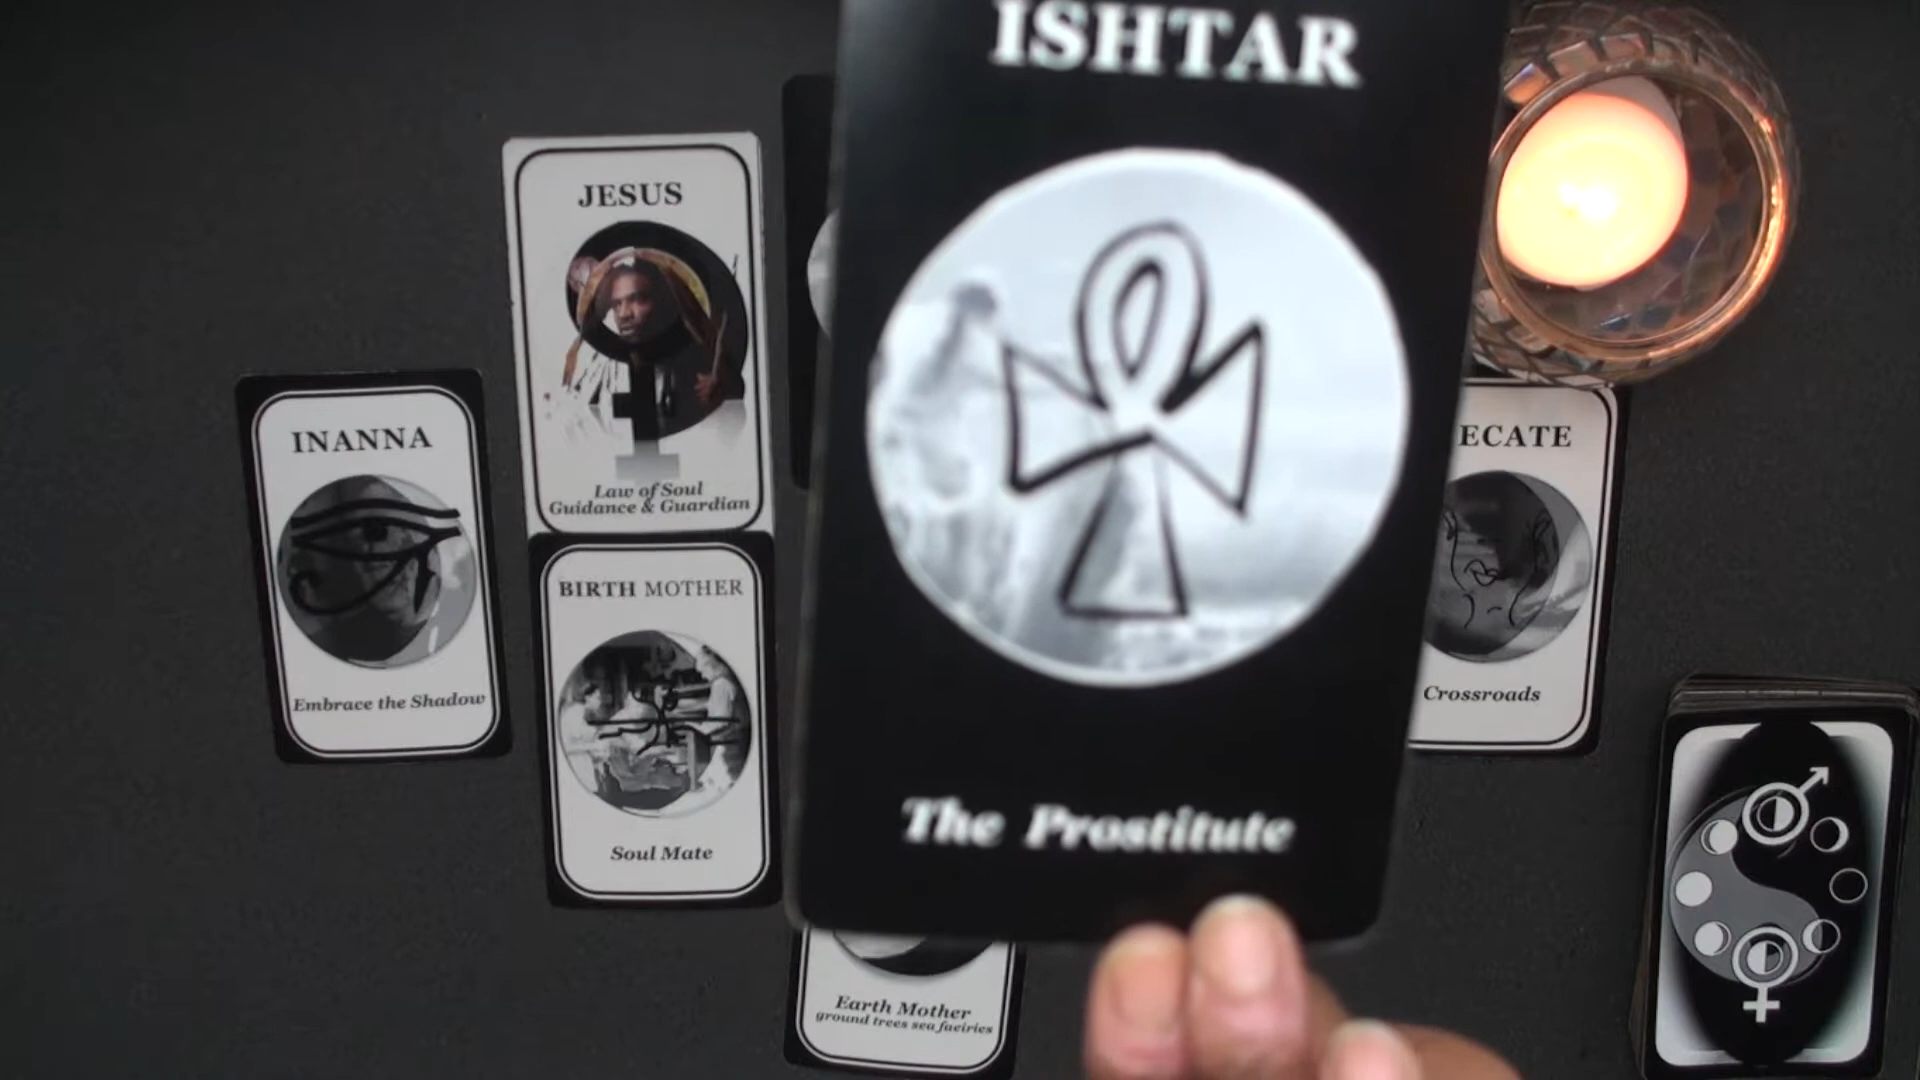 ISHTAR
The Prostitute
JESUS
Law of Soul
Guidance & Guardian
INANNA
Embrace the Shadow
BIRTH MOTHER
Soul Mate
ECATE
Crossroads
Earth Mother
ground trees sea faeiries